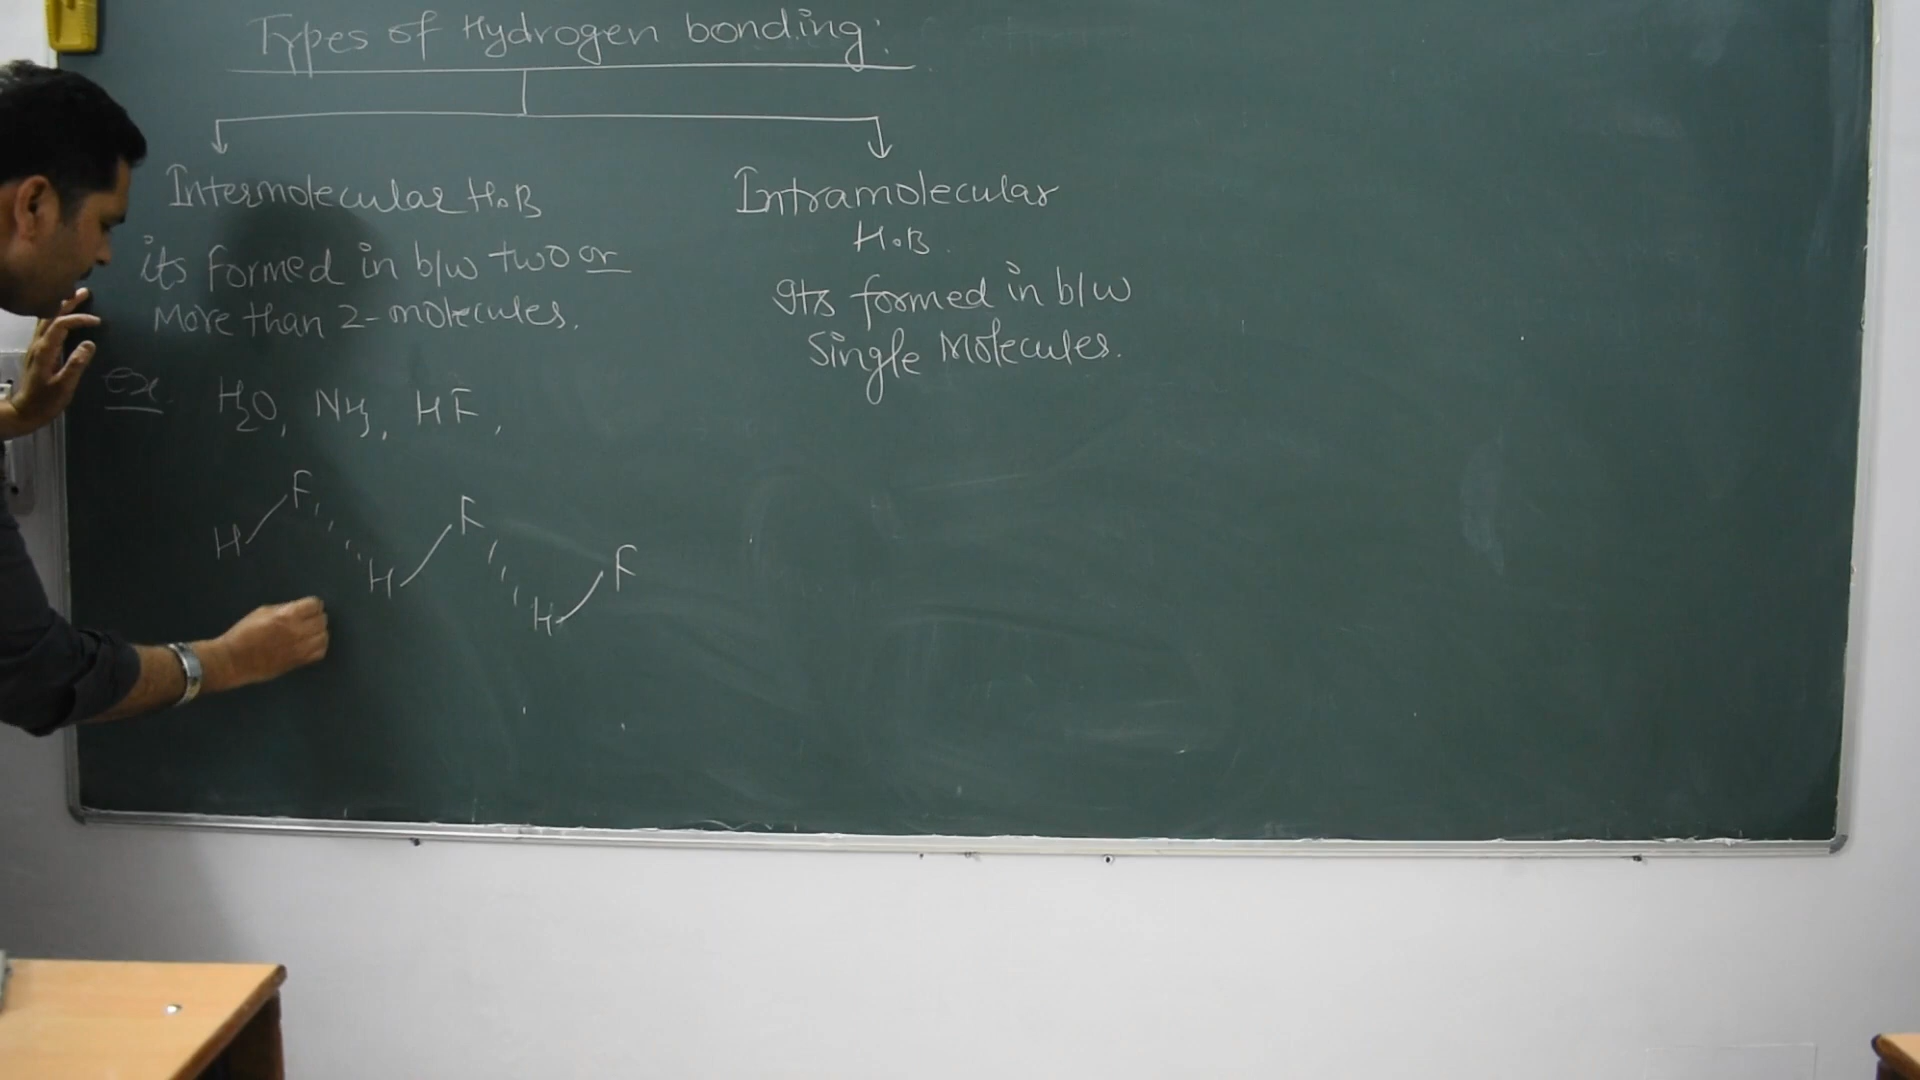 Types of Hydrogen bonding:
Intermolecular H.B
its formed in b/w two or
More than 2-molecules.
Ex. H2O, NH3, HF,
Intramolecular
H.B.
Its formed in b/w
Single Molecules.
F F F
H H H